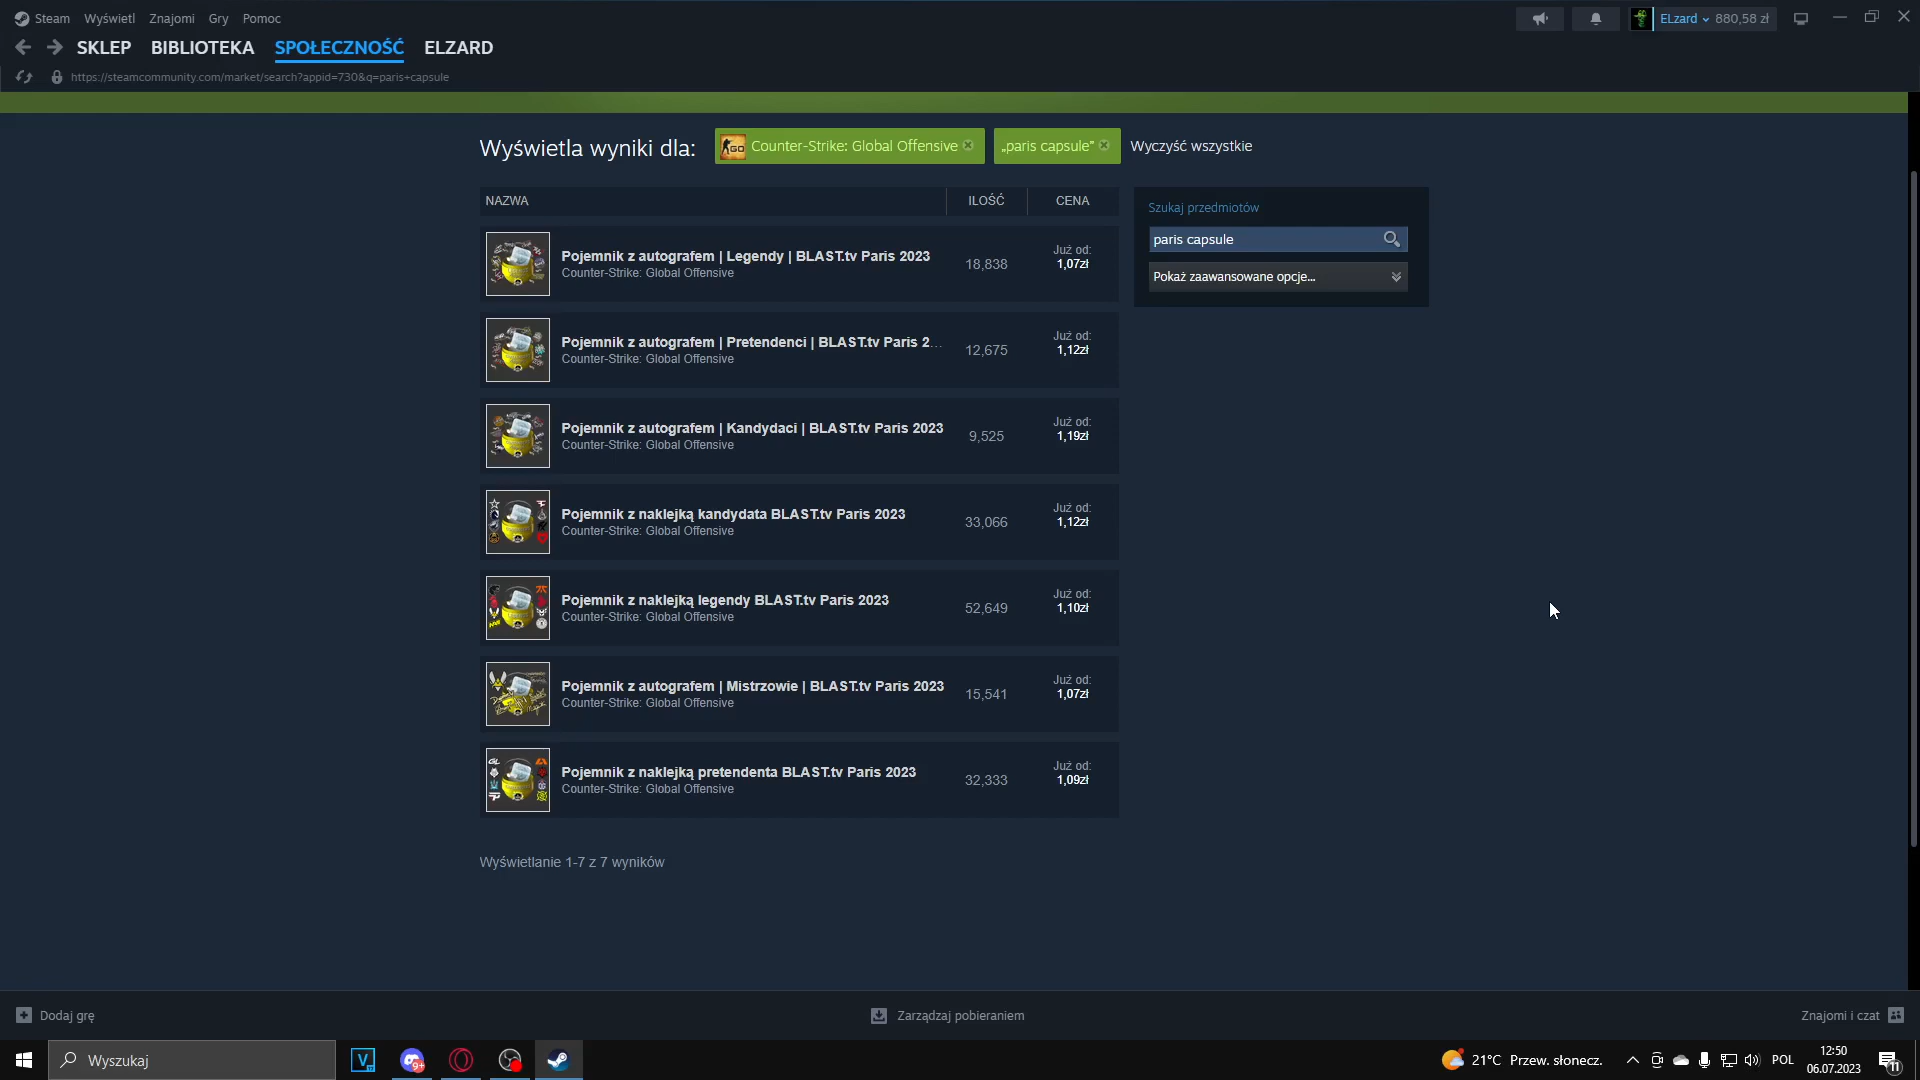 Steam Wyświetl Znajomi Gry Pomoc
ELzard 880,58 zł
SKLEP BIBLIOTEKA SPOŁECZNOŚĆ ELZARD
https://steamcommunity.com/market/search?appid=730&q=paris+capsule
Wyświetla wyniki dla: Counter-Strike: Global Offensive „paris capsule” Wyczyść wszystkie
NAZWA ILOŚĆ CENA
Szukaj przedmiotów
paris capsule
Pokaż zaawansowane opcje...
Pojemnik z autografem | Legendy | BLAST.tv Paris 2023
Counter-Strike: Global Offensive
18,838
Już od:
1,07zł
Pojemnik z autografem | Pretendenci | BLAST.tv Paris 2...
Counter-Strike: Global Offensive
12,675
Już od:
1,12zł
Pojemnik z autografem | Kandydaci | BLAST.tv Paris 2023
Counter-Strike: Global Offensive
9,525
Już od:
1,19zł
Pojemnik z naklejką kandydata BLAST.tv Paris 2023
Counter-Strike: Global Offensive
33,066
Już od:
1,12zł
Pojemnik z naklejką legendy BLAST.tv Paris 2023
Counter-Strike: Global Offensive
52,649
Już od:
1,10zł
Pojemnik z autografem | Mistrzowie | BLAST.tv Paris 2023
Counter-Strike: Global Offensive
15,541
Już od:
1,07zł
Pojemnik z naklejką pretendenta BLAST.tv Paris 2023
Counter-Strike: Global Offensive
32,333
Już od:
1,09zł
Wyświetlanie 1-7 z 7 wyników
Dodaj grę Zarządzaj pobieraniem Znajomi i czat
Wyszukaj
9+
21°C Przew. słonecz.
POL
12:50
06.07.2023
11